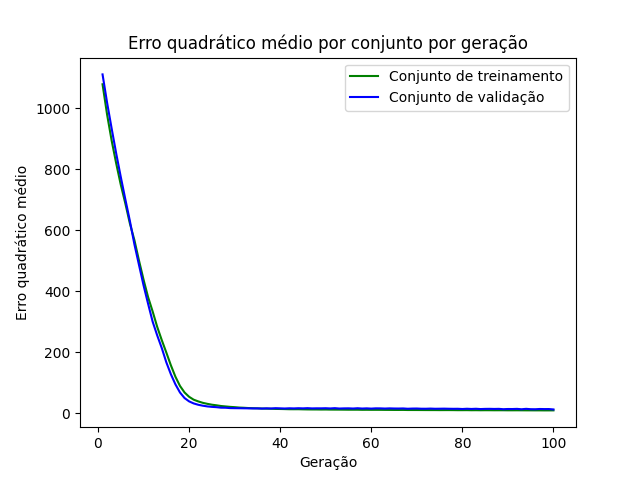 Erro quadrático médio por conjunto por geração
Conjunto de treinamento
Conjunto de validação
Erro quadrático médio
1000
800
600
400
200
0
0 20 40 60 80 100
Geração